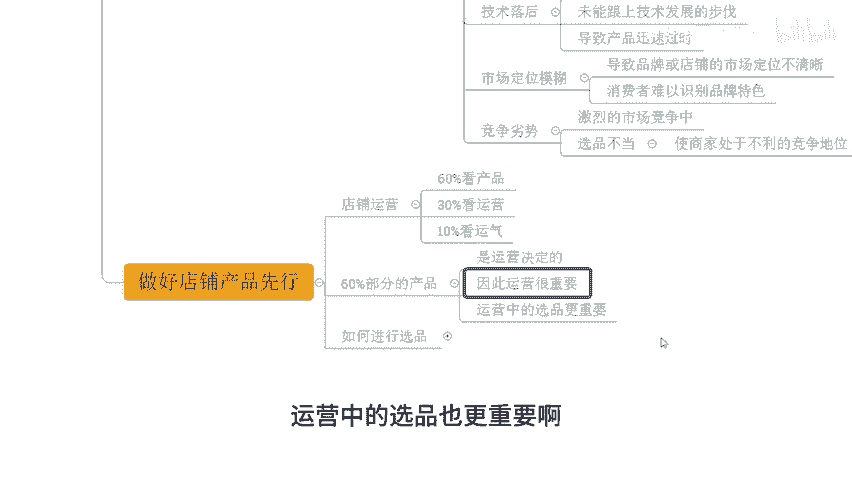 技术落后
未能跟上技术发展的步伐
导致产品迅速过时
市场定位模糊
导致品牌或店铺的市场定位不清晰
消费者难以识别品牌特色
竞争劣势
激烈的市场竞争中
选品不当
使商家处于不利的竞争地位
做好店铺产品先行
店铺运营
60%看产品
30%看运营
10%看运气
60%部分的产品
是运营决定的
因此运营很重要
运营中的选品更重要
如何进行选品
运营中的选品也更重要啊